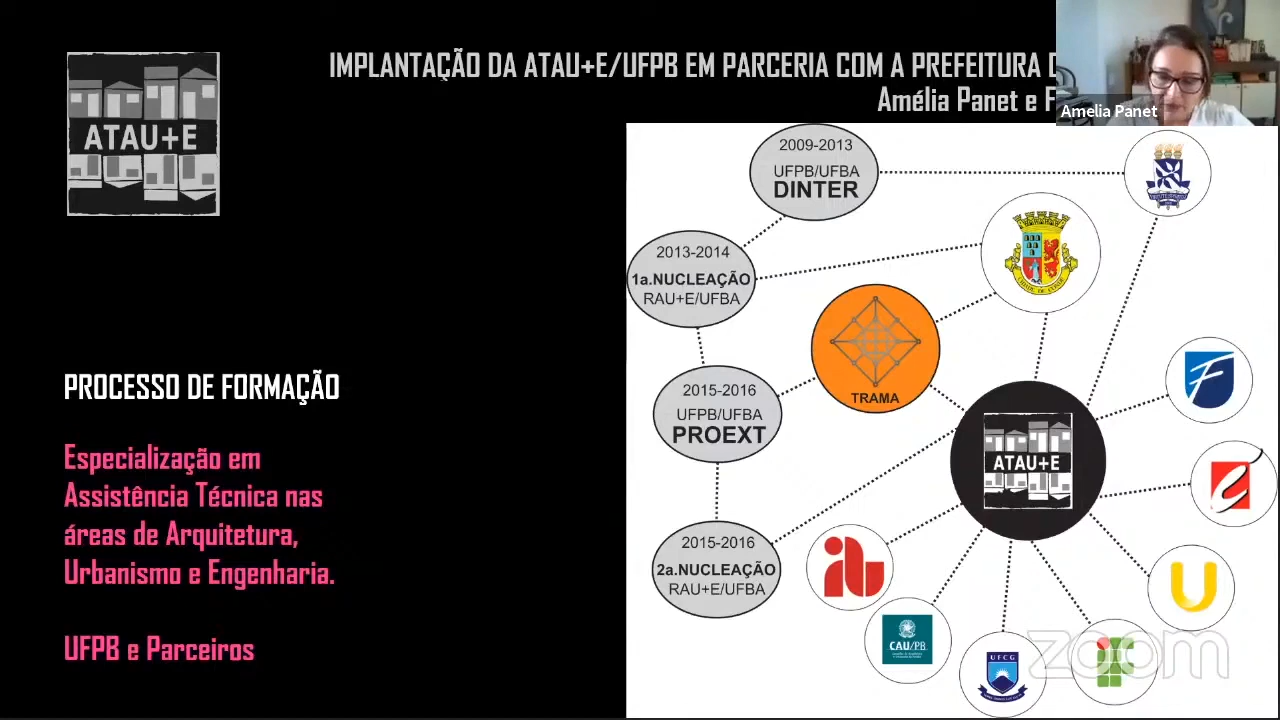 IMPLANTAÇÃO DA ATAU+E/UFPB EM PARCERIA COM A PREFEITURA
Amélia Panet e
Amelia Panet
ATAU+E
PROCESSO DE FORMAÇÃO
Especialização em
Assistência Técnica nas
áreas de Arquitetura,
Urbanismo e Engenharia.
UFPB e Parceiros
2009-2013
UFPB/UFBA
DINTER
2013-2014
1a.NUCLEAÇÃO
RAU+E/UFBA
TRAMA
2015-2016
UFPB/UFBA
PROEXT
ATAU+E
2015-2016
2a.NUCLEAÇÃO
RAU+E/UFBA
CAU/PB
UFCG
zoom